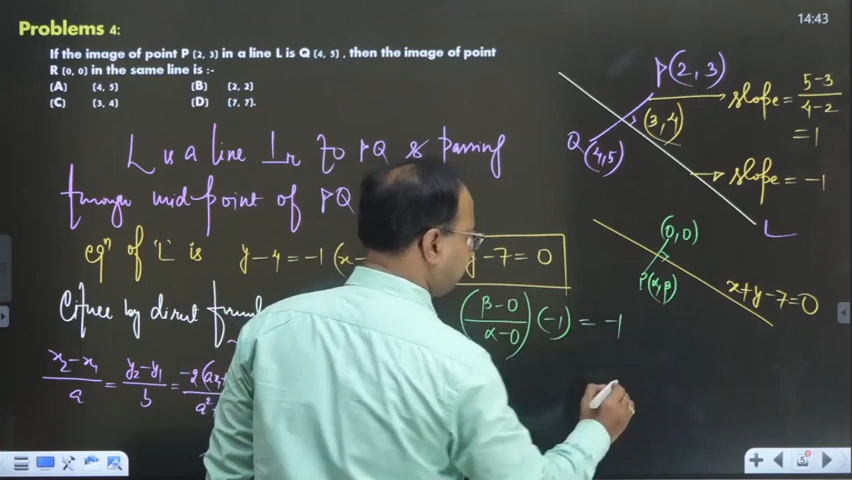 Problems 4:
14:43
If the image of point P (2, 3) in a line L is Q (4, 5) , then the image of point
R (0, 0) in the same line is :-
(A) (4, 5) (B) (2, 2)
(C) (3, 4) (D) (7, 7).
L is a line ⊥r to PQ & passing
through mid-point of PQ
eqn of 'L' is y-4 = -1 (x- y-7=0
Either by direct
(x2-x1)/a = (y2-y1)/b = -2(ax1
a²
((β-0)/(α-0)) (-1) = -1
P(2, 3)
slope = (5-3)/(4-2)
= 1
(3, 4)
Q (4,5)
slope = -1
L
(0,0)
P(α,β)
x+y-7=0